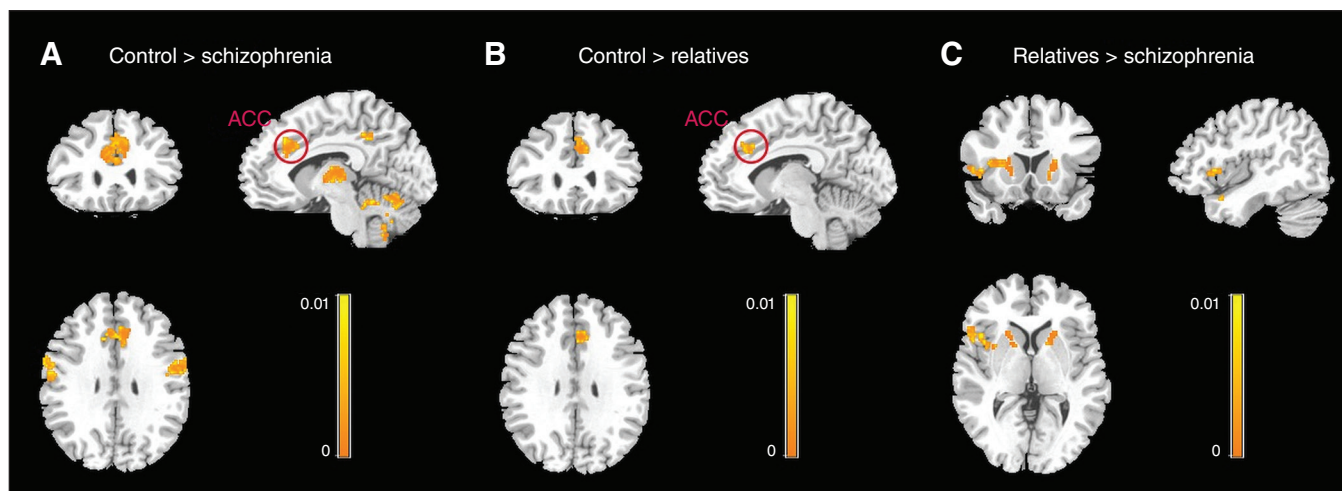 A Control > schizophrenia
B Control > relatives
C Relatives > schizophrenia
ACC
ACC
0.01
0.01
0.01
0
0
0